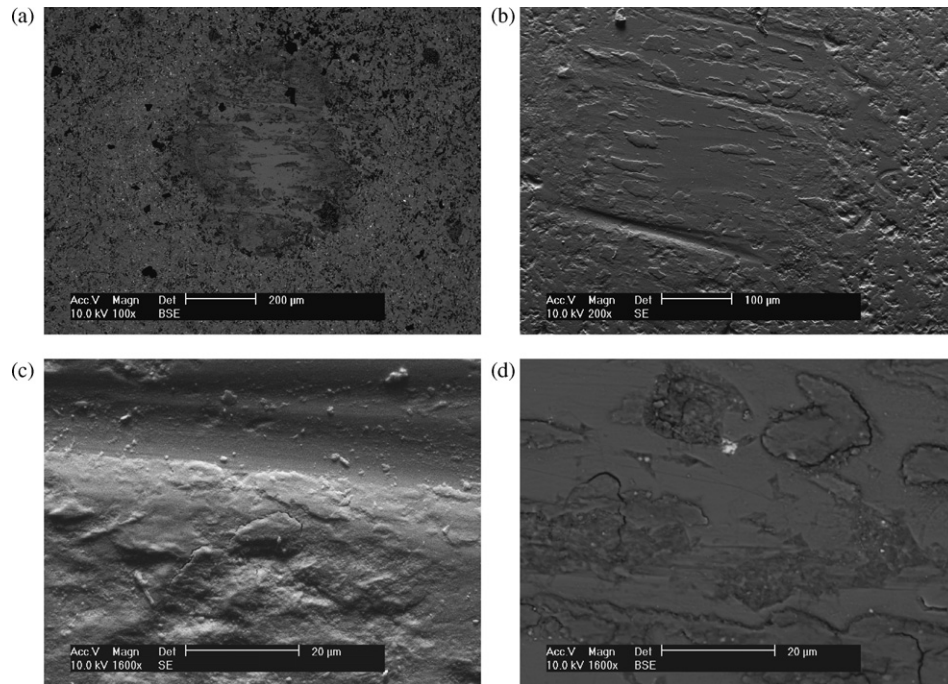 (a)
Acc.V Magn Det 200 µm
10.0 kV 100x BSE
(b)
Acc.V Magn Det 100 µm
10.0 kV 200x SE
(c)
Acc.V Magn Det 20 µm
10.0 kV 1600x SE
(d)
Acc.V Magn Det 20 µm
10.0 kV 1600x BSE